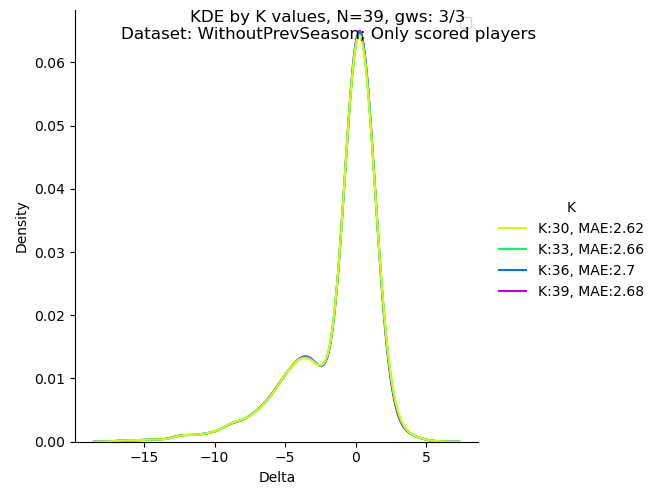 KDE by K values, N=39, gws: 3/3
Dataset: WithoutPrevSeason, Only scored players
0.06
0.05
0.04
0.03
0.02
0.01
0.00
Density
−15
−10
−5
0
5
Delta
K
K:30, MAE:2.62
K:33, MAE:2.66
K:36, MAE:2.7
K:39, MAE:2.68